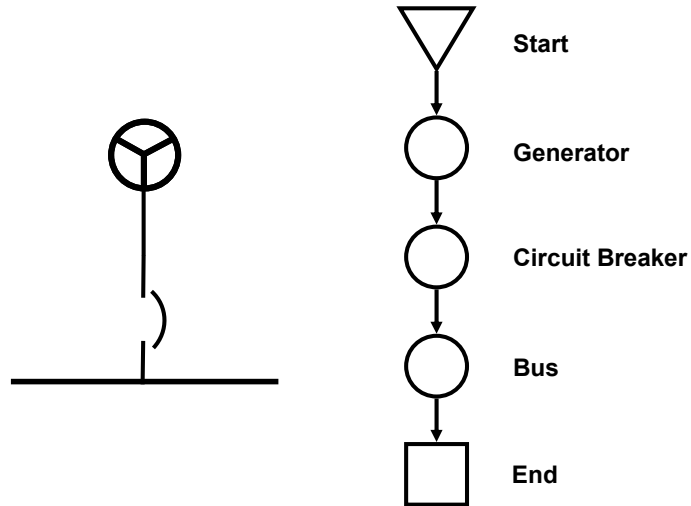 Start
Generator
Circuit Breaker
Bus
End